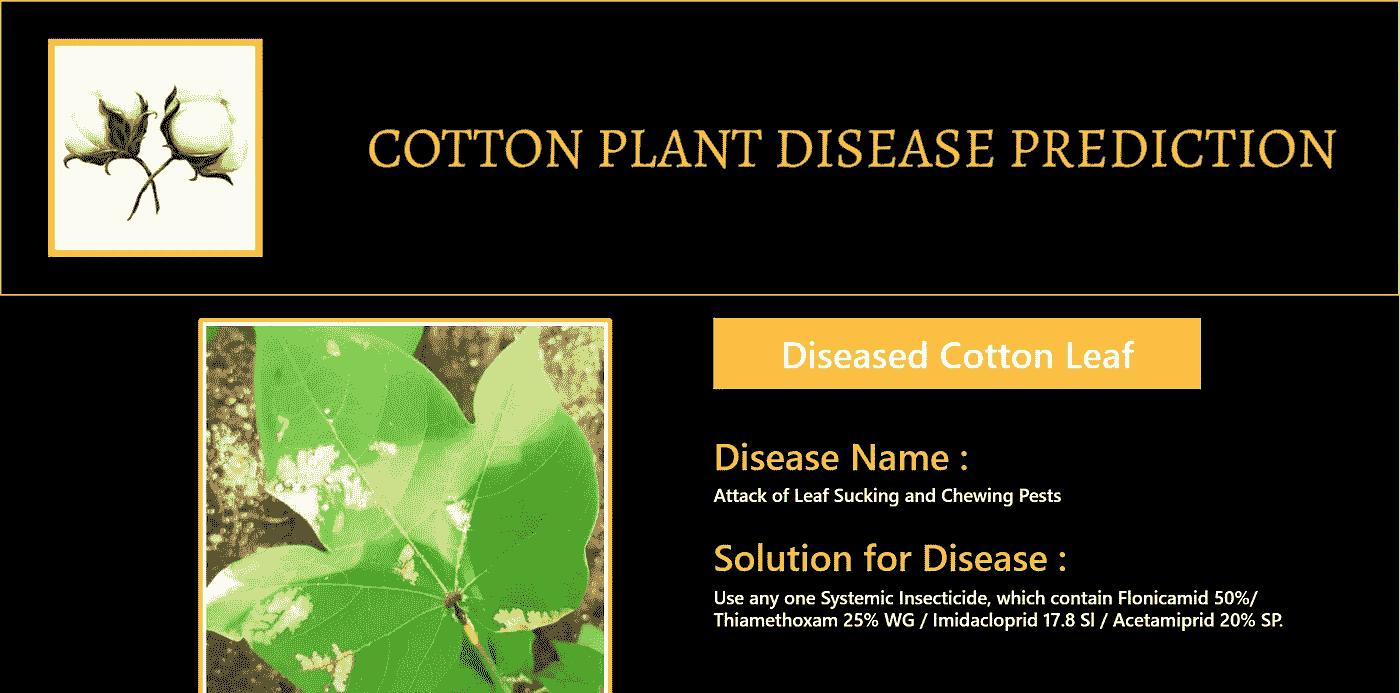 COTTON PLANT DISEASE PREDICTION
Diseased Cotton Leaf
Disease Name :
Attack of Leaf Sucking and Chewing Pests
Solution for Disease :
Use any one Systemic Insecticide, which contain Flonicamid 50%/
Thiamethoxam 25% WG / Imidacloprid 17.8 Sl / Acetamiprid 20% SP.